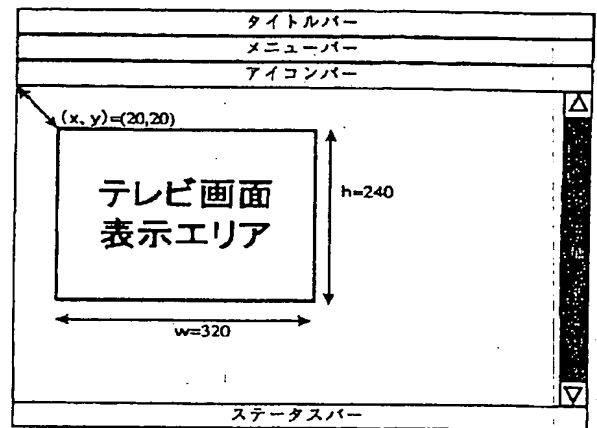 タイトルバー
メニューバー
アイコンバー
(x、y)=(20,20)
テレビ画面
表示エリア
h=240
w=320
ステータスバー